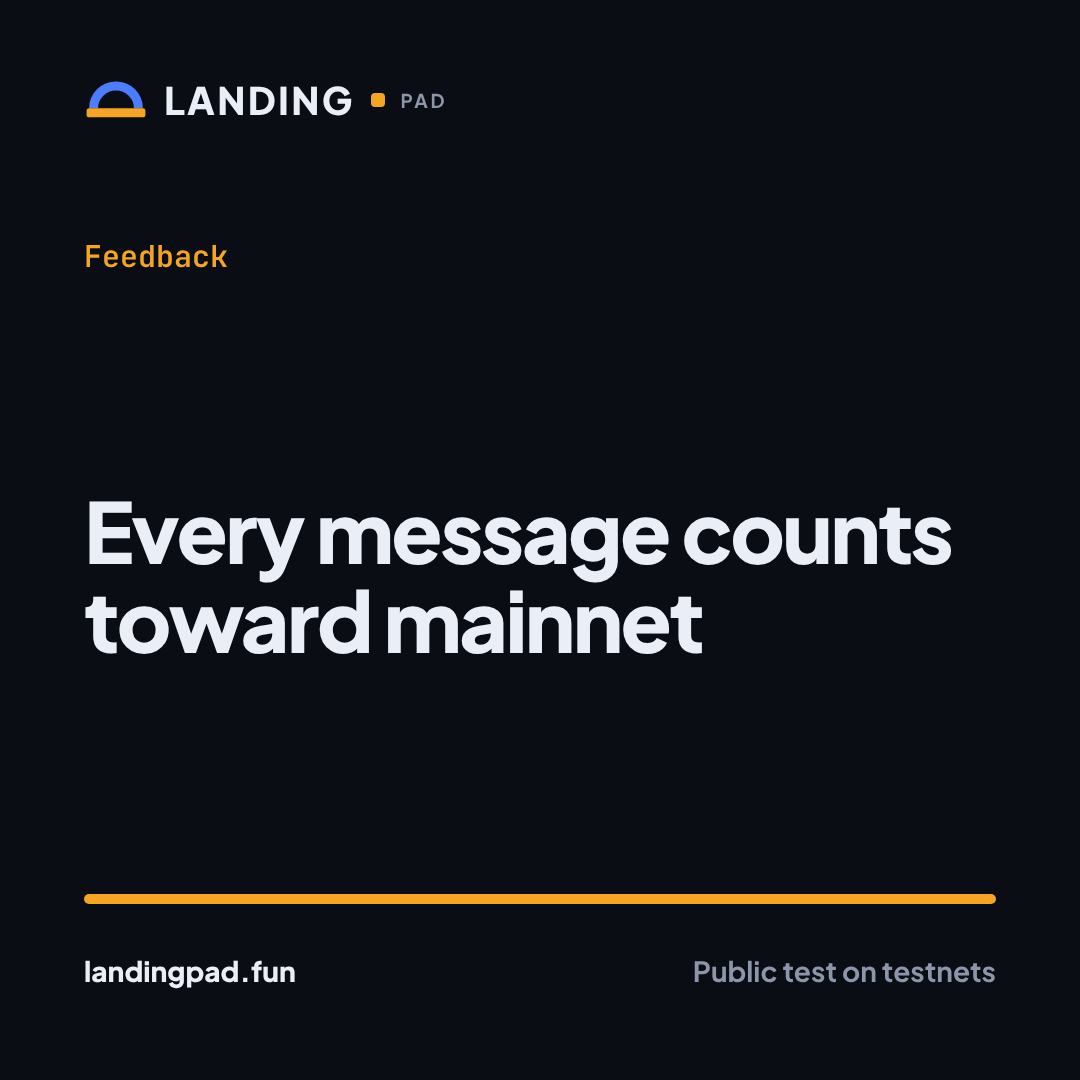 LANDING PAD
Feedback
Every message counts
toward mainnet
landingpad.fun
Public test on testnets